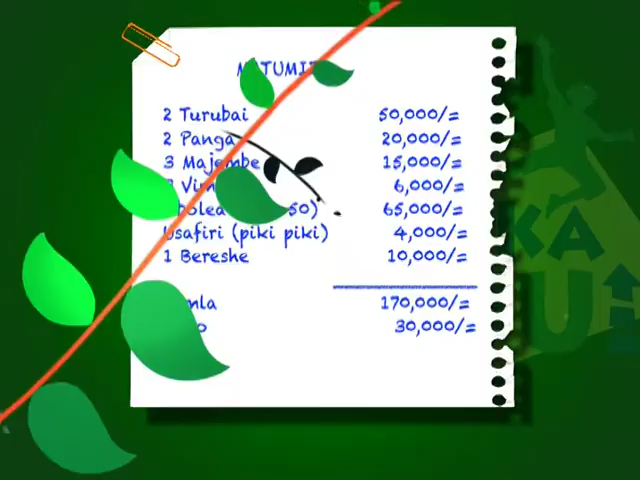 2 Turubai 50,000/=
2 Panga 20,000/=
3 Majembe 15,000/=
6,000/=
65,000/=
Usafiri (piki piki) 4,000/=
1 Bereshe 10,000/=
170,000/=
30,000/=
KA